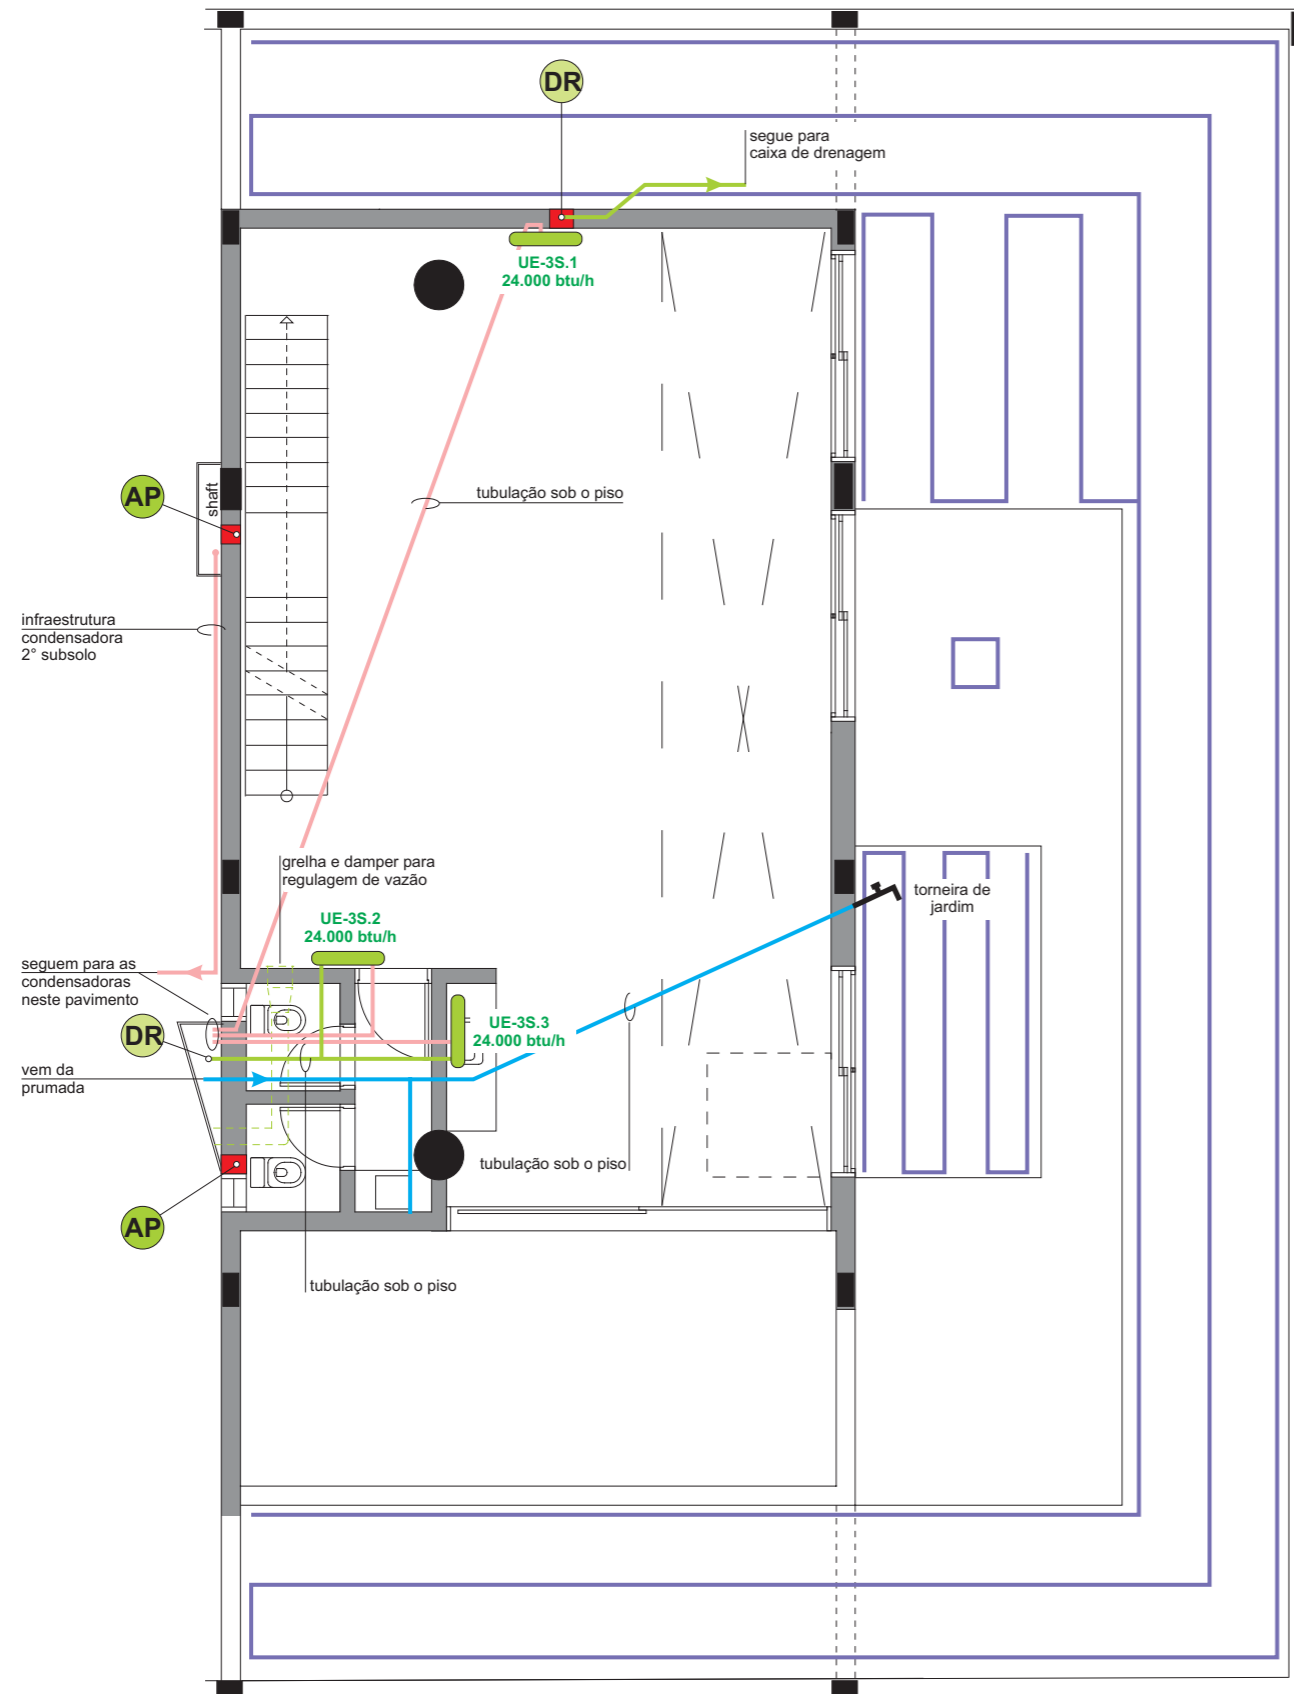 DR
segue para
caixa de drenagem
UE-3S.1
24.000 btu/h
AP
shaft
tubulação sob o piso
infraestrutura
condensadora
2° subsolo
grelha e damper para
regulagem de vazão
torneira de
jardim
UE-3S.2
24.000 btu/h
seguem para as
condensadoras
neste pavimento
UE-3S.3
24.000 btu/h
DR
vem da
prumada
tubulação sob o piso
AP
tubulação sob o piso